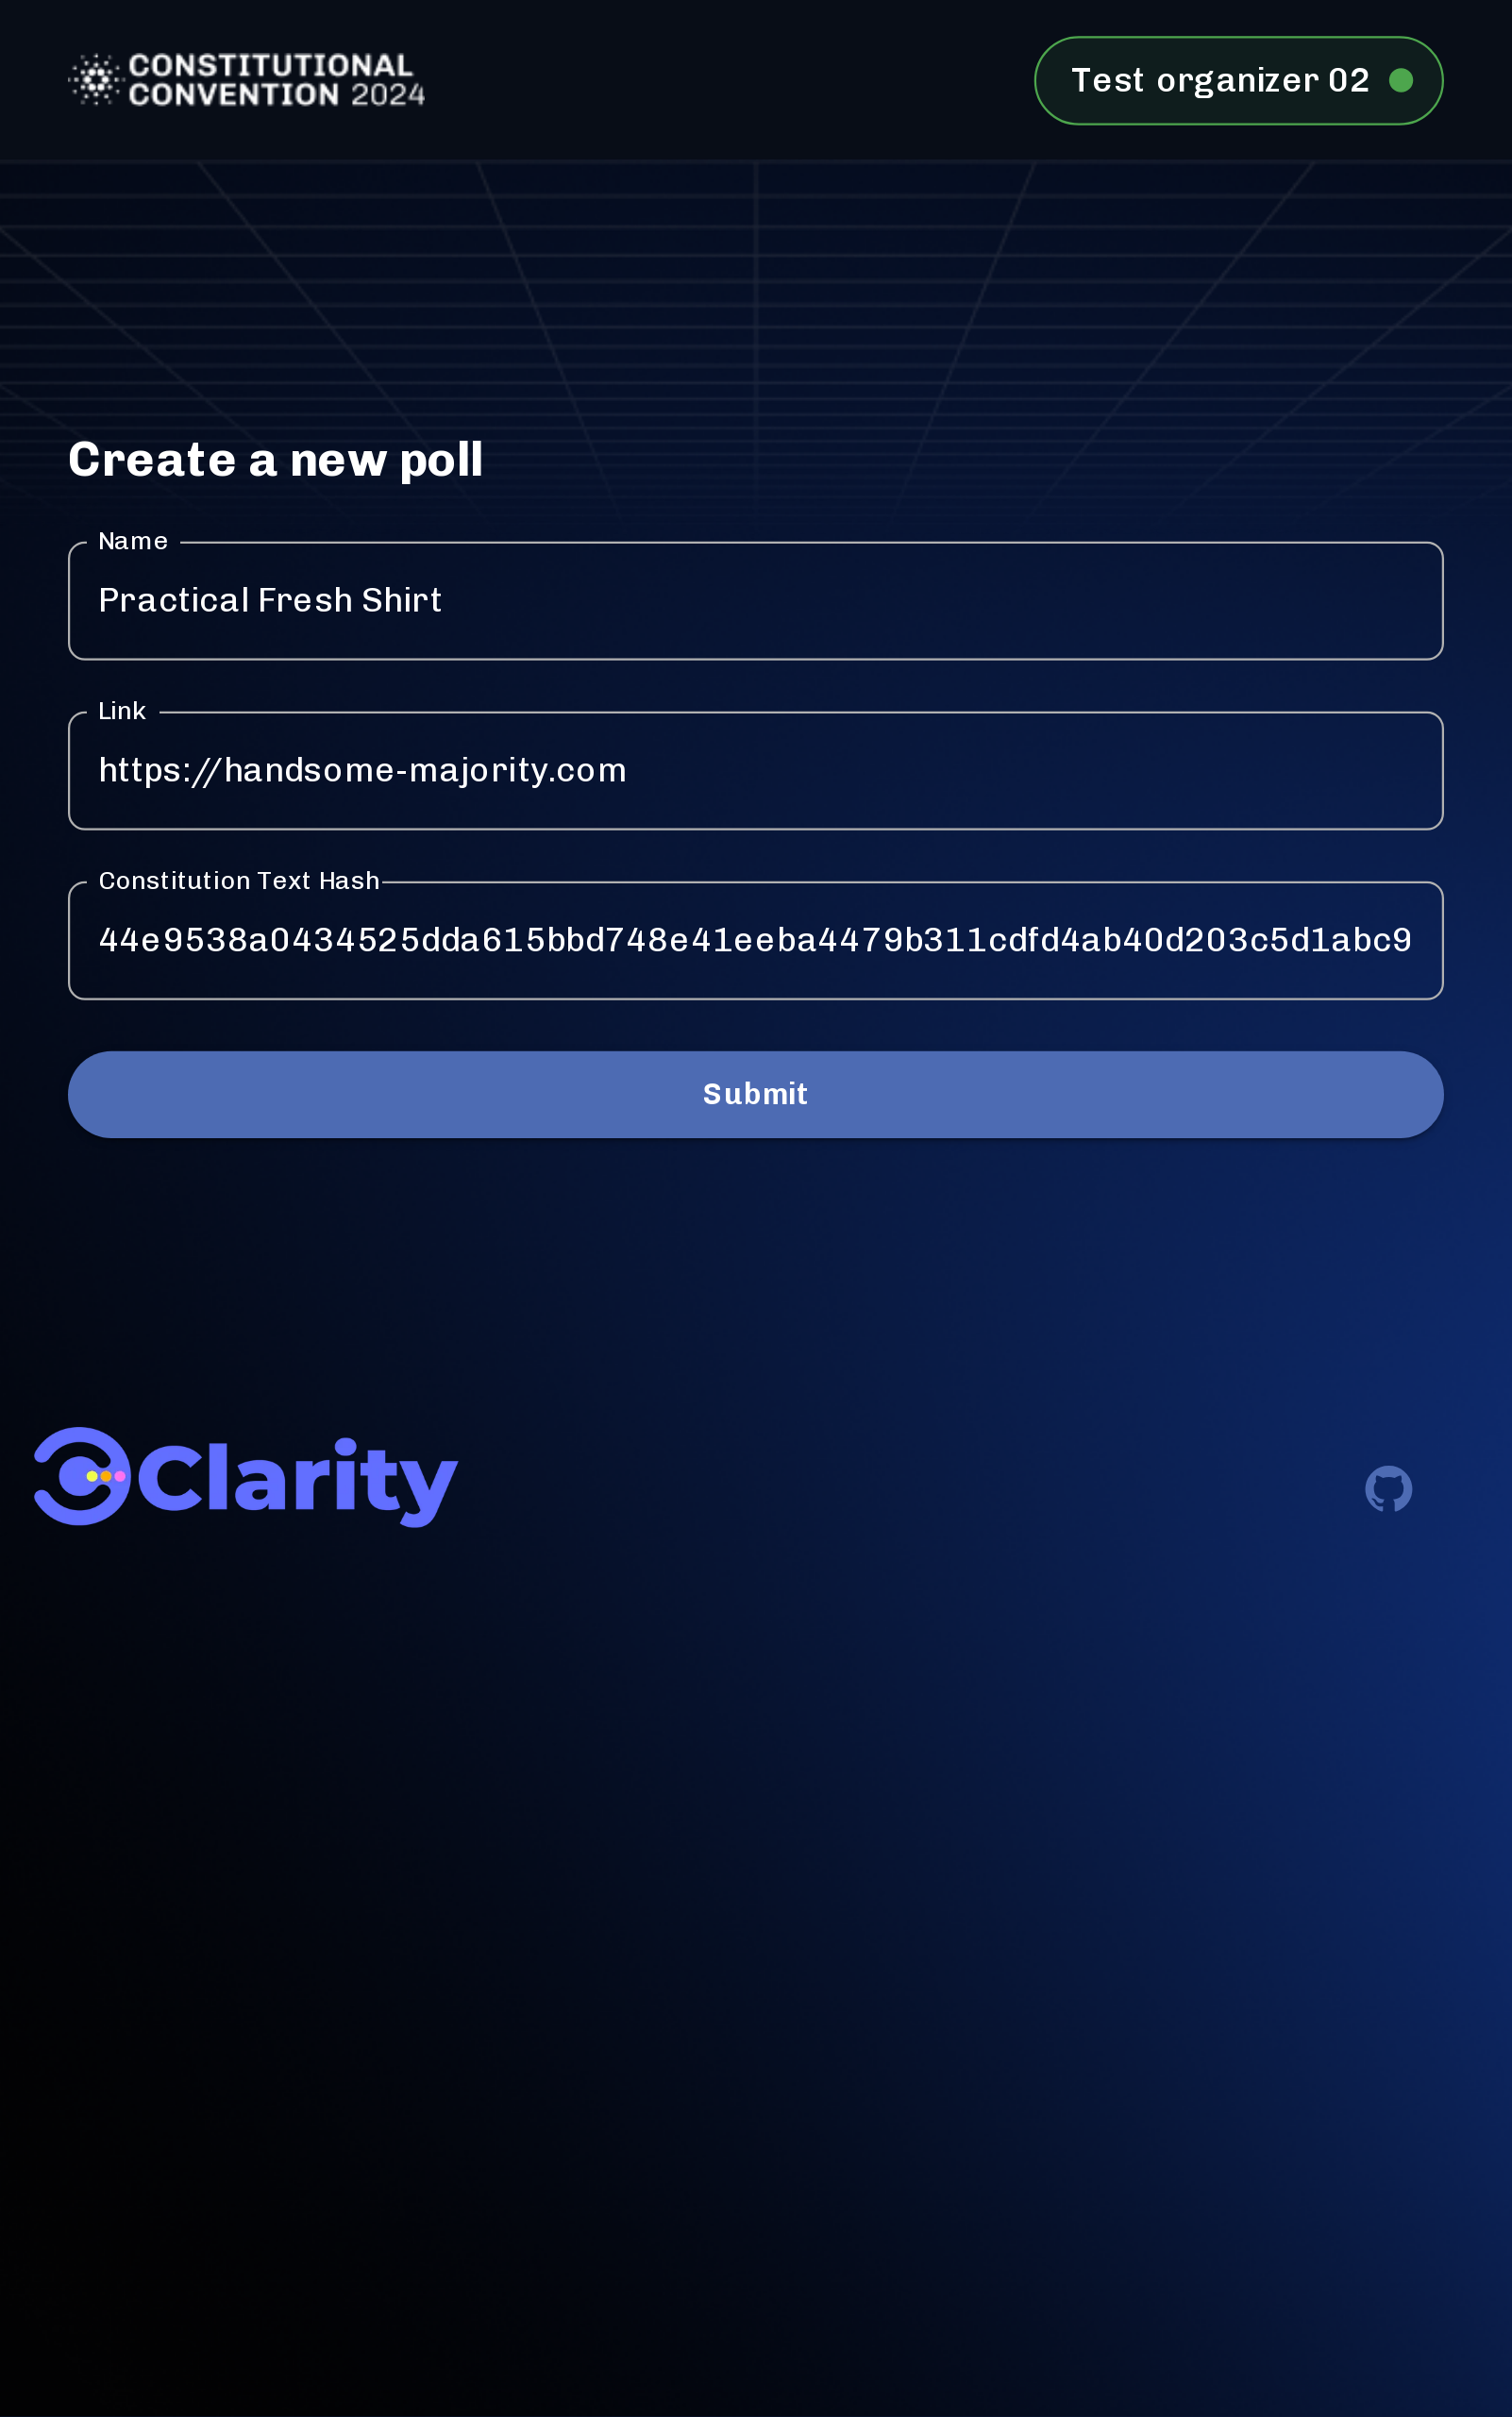 CONSTITUTIONAL
CONVENTION 2024
Test organizer 02
Create a new poll
Name
Practical Fresh Shirt
Link
https://handsome-majority.com
Constitution Text Hash
44e9538a0434525dda615bbd748e41eeba4479b311cdfd4ab40d203c5d1abc9
Submit
Clarity